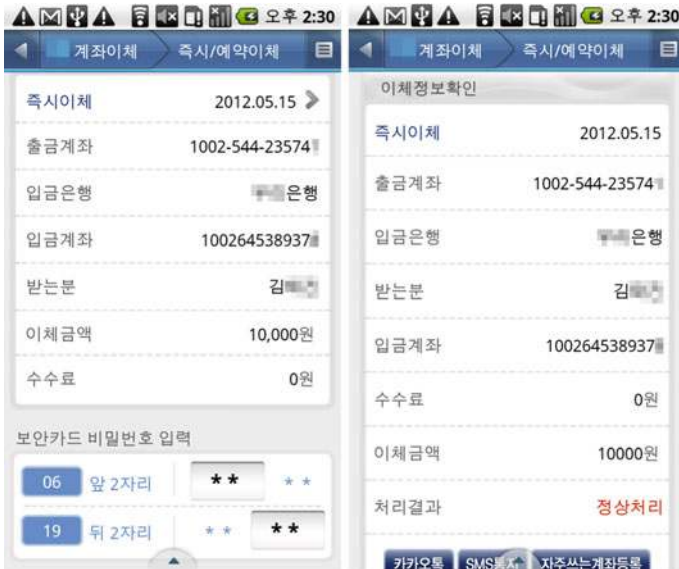 오후 2:30
계좌이체 즉시/예약이체
즉시이체 2012.05.15
출금계좌 1002-544-23574
입금은행 은행
입금계좌 100264538937
받는분 김
이체금액 10,000원
수수료 0원
보안카드 비밀번호 입력
06 앞 2자리 ** **
19 뒤 2자리 ** **
오후 2:30
계좌이체 즉시/예약이체
이체정보확인
즉시이체 2012.05.15
출금계좌 1002-544-23574
입금은행 은행
받는분 김
입금계좌 100264538937
수수료 0원
이체금액 10000원
처리결과 정상처리
카카오톡 SMS통지 자주쓰는계좌등록